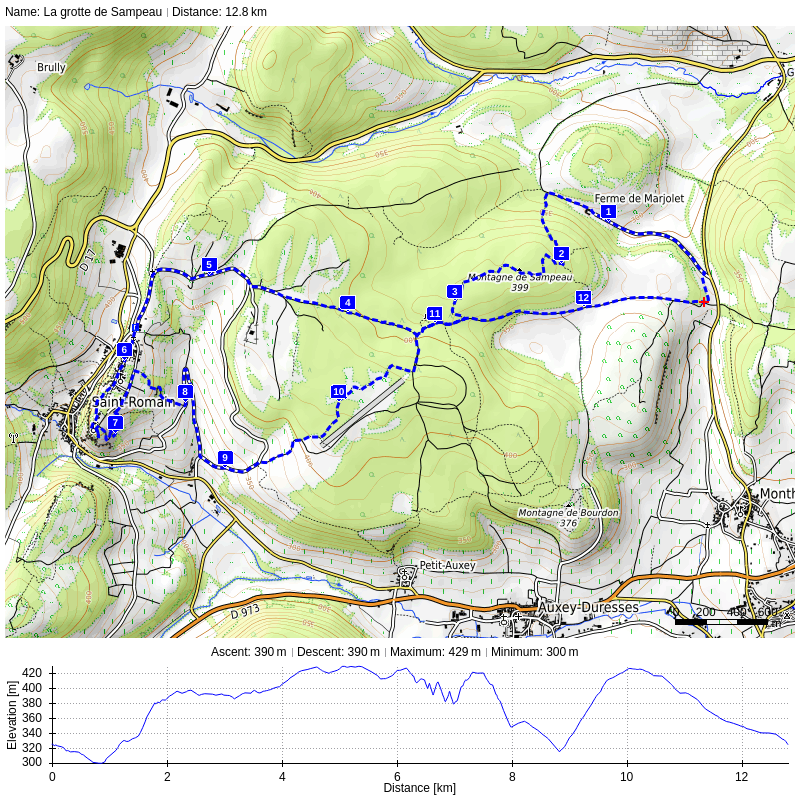 Name: La grotte de Sampeau | Distance: 12.8 km
Brully
D 17
Ferme de Marjolet
Montagne de Sampeau
399
Saint-Romain
Montagne de Bourdon
376
Petit-Auxey
Auxey-Duresses
D 973
Month
G
1
2
3
4
5
6
7
8
9
10
11
12
350
400
0 200 400 600
m
Ascent: 390 m | Descent: 390 m | Maximum: 429 m | Minimum: 300 m
Elevation [m]
420
400
380
360
340
320
300
0 2 4 6 8 10 12
Distance [km]